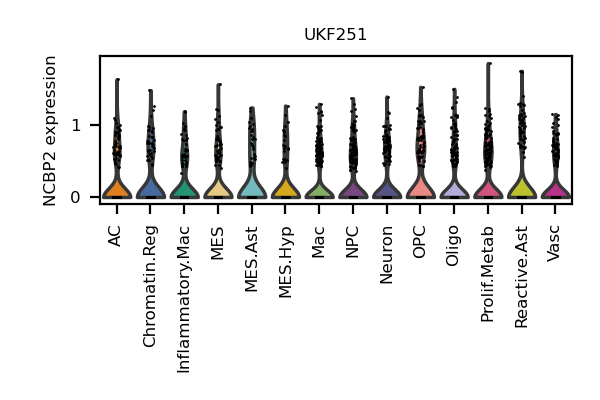 UKF251
NCBP2 expression
1
0
AC
Chromatin.Reg
Inflammatory.Mac
MES
MES.Ast
MES.Hyp
Mac
NPC
Neuron
OPC
Oligo
Prolif.Metab
Reactive.Ast
Vasc